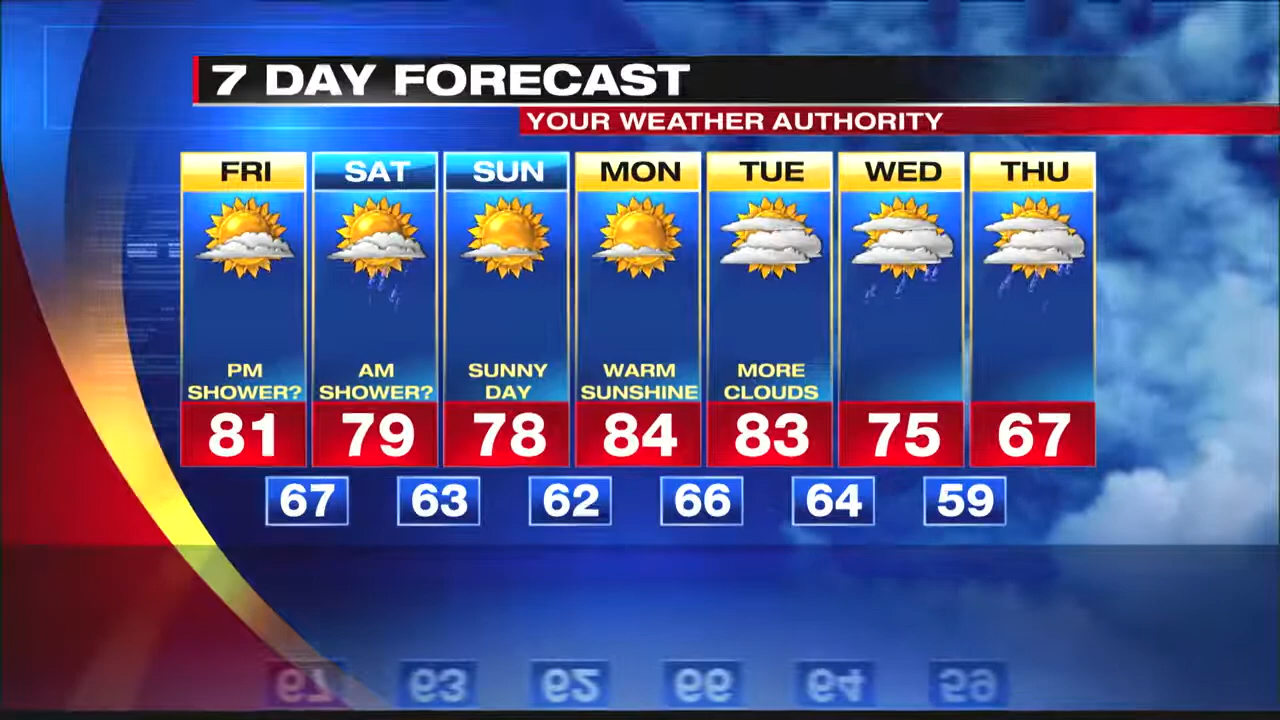 7 DAY FORECAST
YOUR WEATHER AUTHORITY
FRI SAT SUN MON TUE WED THU
PM AM SUNNY WARM MORE
SHOWER? SHOWER? DAY SUNSHINE CLOUDS
81 79 78 84 83 75 67
67 63 62 66 64 59